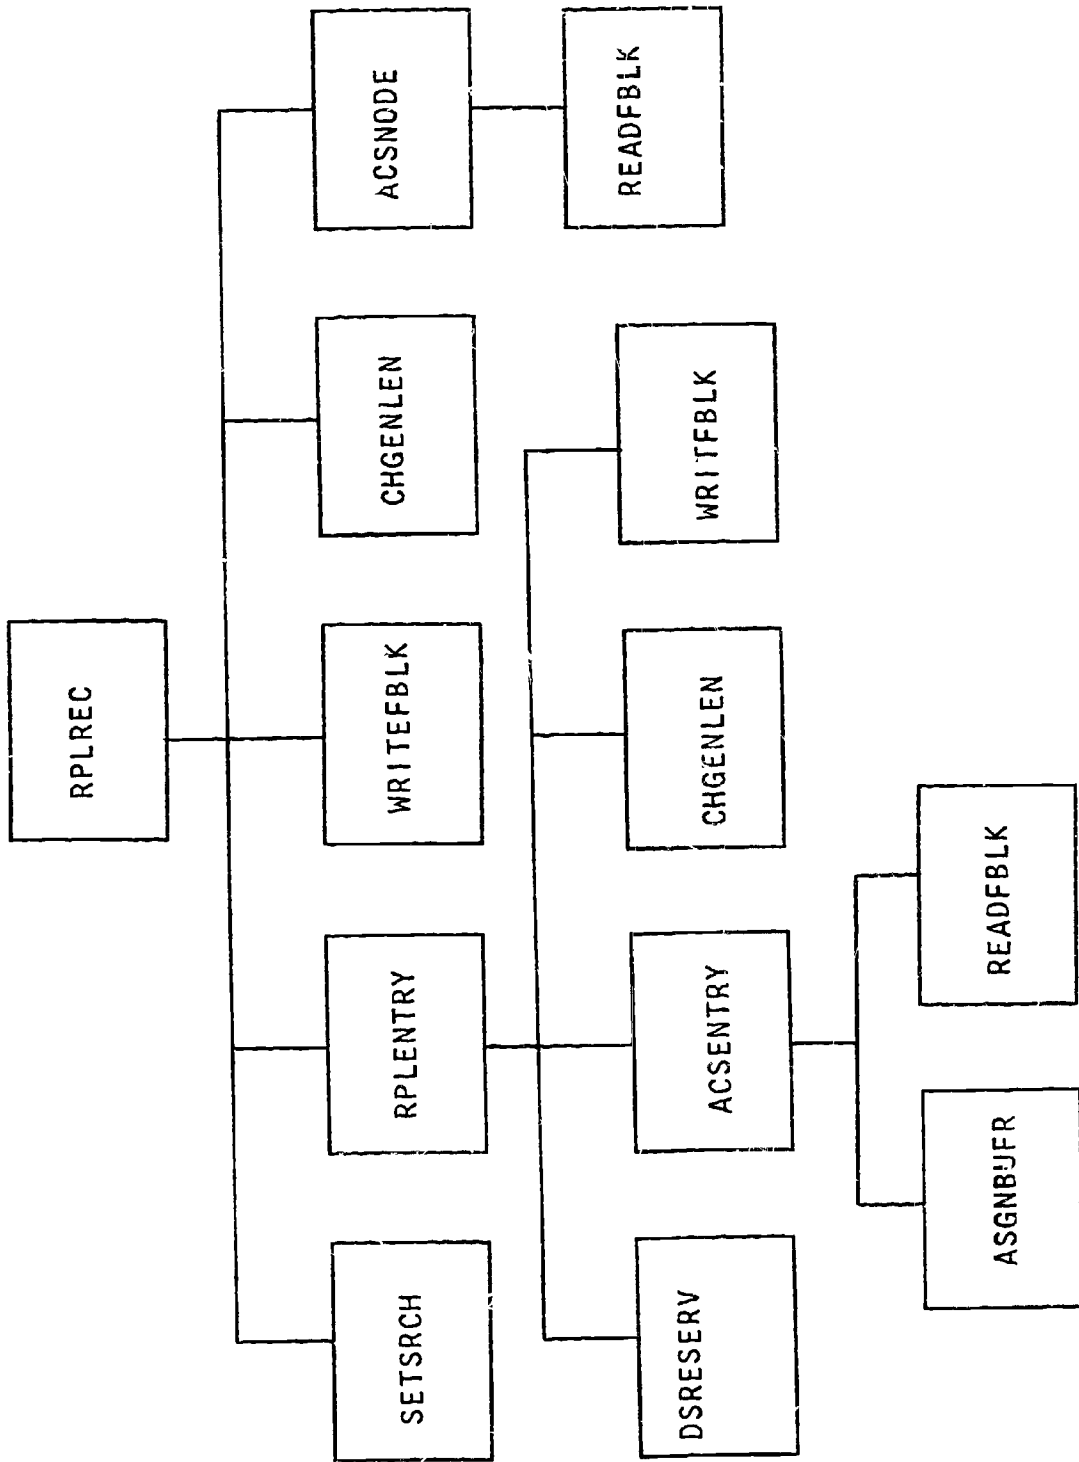 RPLREC
SETSRCH
RPLENTRY
WRITEFBLK
CHGENLEN
ACSNODE
DSRESERV
ACSENTRY
CHGENLEN
WRITFBLK
READFBLK
ASGNBUFR
READFBLK